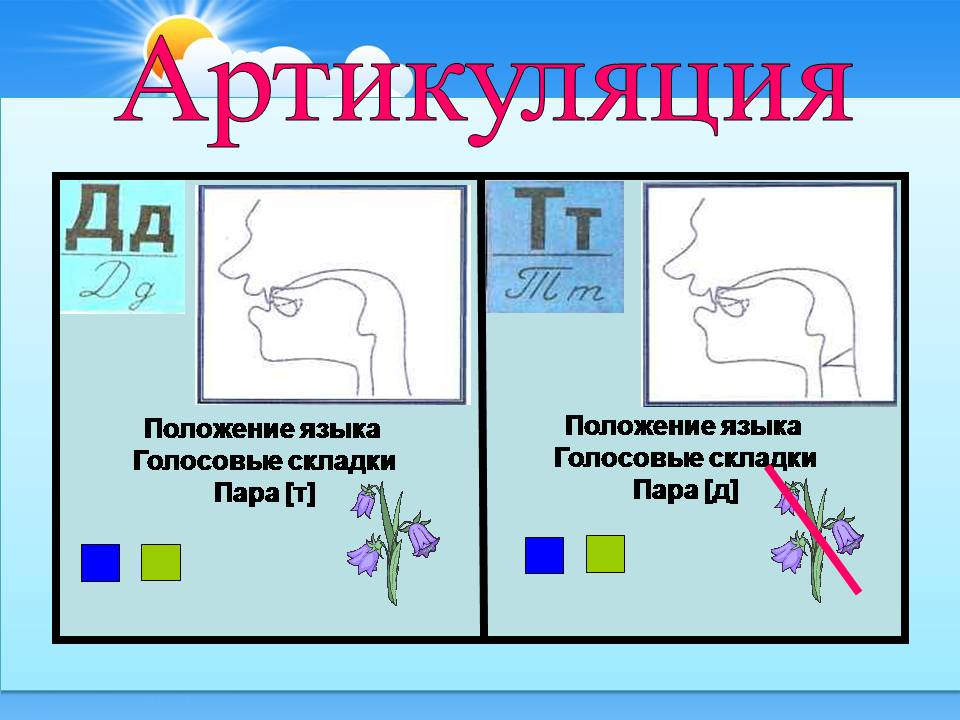 Артикуляция
Дд
Дд
Положение языка
Голосовые складки
Пара [т]
Тт
Тт
Положение языка
Голосовые складки
Пара [д]